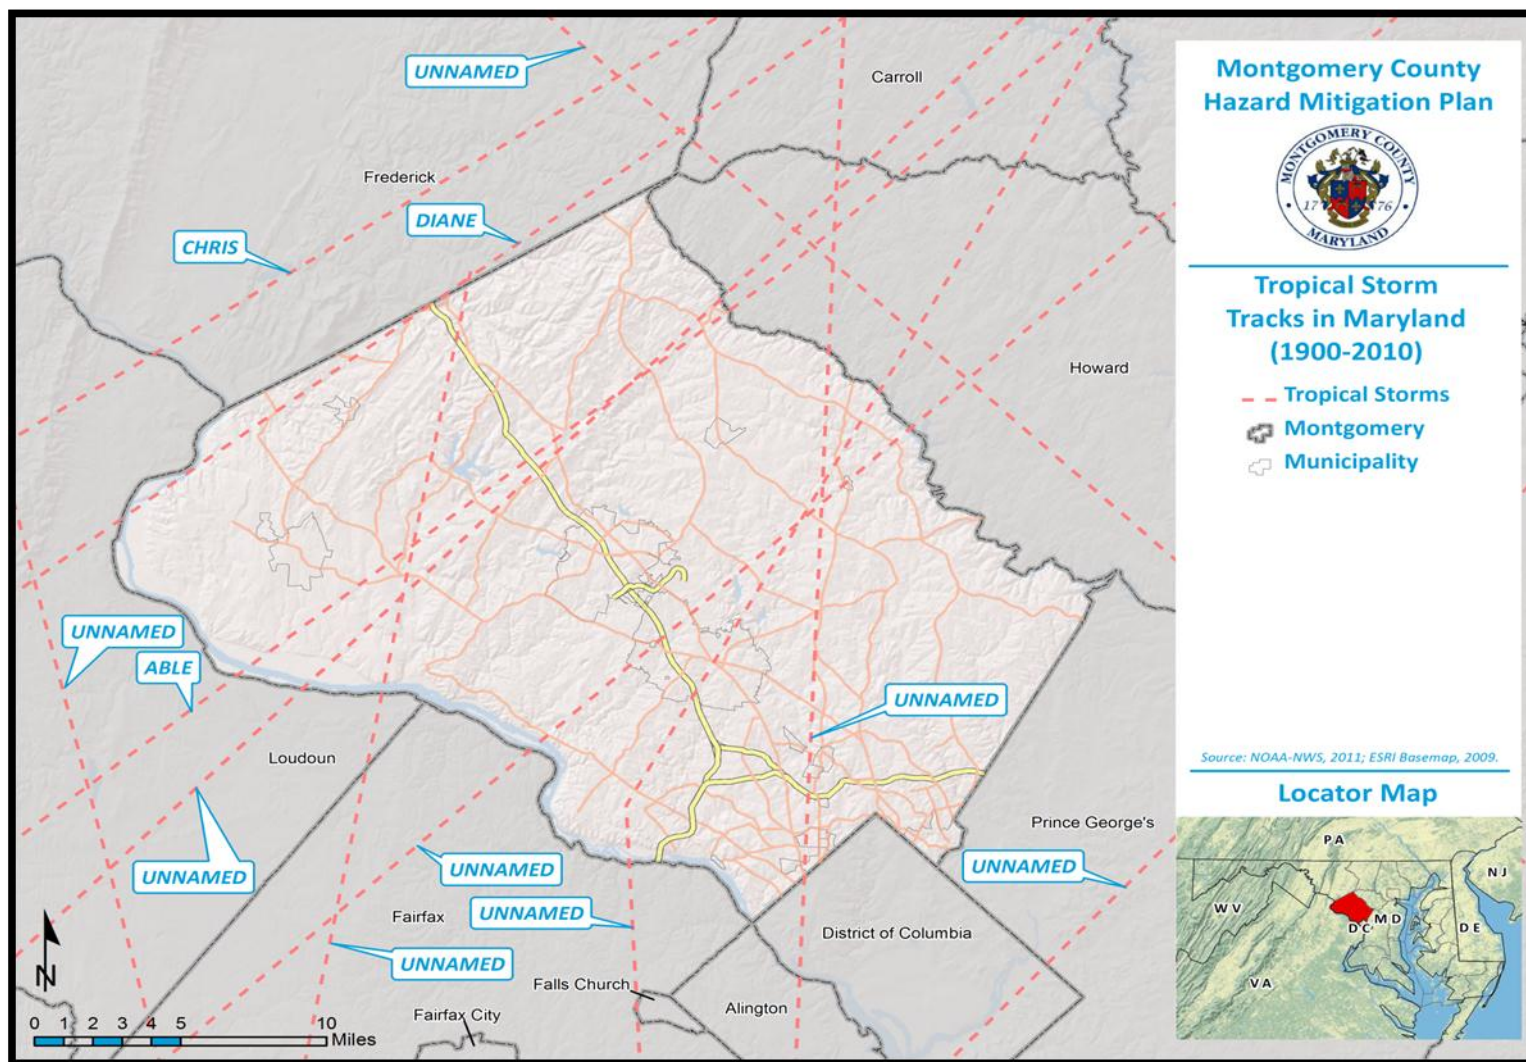 UNNAMED
Carroll
Frederick
DIANE
CHRIS
Howard
UNNAMED
ABLE
UNNAMED
Loudoun
Prince George's
UNNAMED
UNNAMED
UNNAMED
Fairfax
UNNAMED
District of Columbia
UNNAMED
Falls Church
Alington
Fairfax City
N
0 1 2 3 4 5 10
Miles
Montgomery County
Hazard Mitigation Plan
MONTGOMERY COUNTY
17 76
MARYLAND
Tropical Storm
Tracks in Maryland
(1900-2010)
Tropical Storms
Montgomery
Municipality
Source: NOAA-NWS, 2011; ESRI Basemap, 2009.
Locator Map
PA
NJ
WV
MD
DC
DE
VA